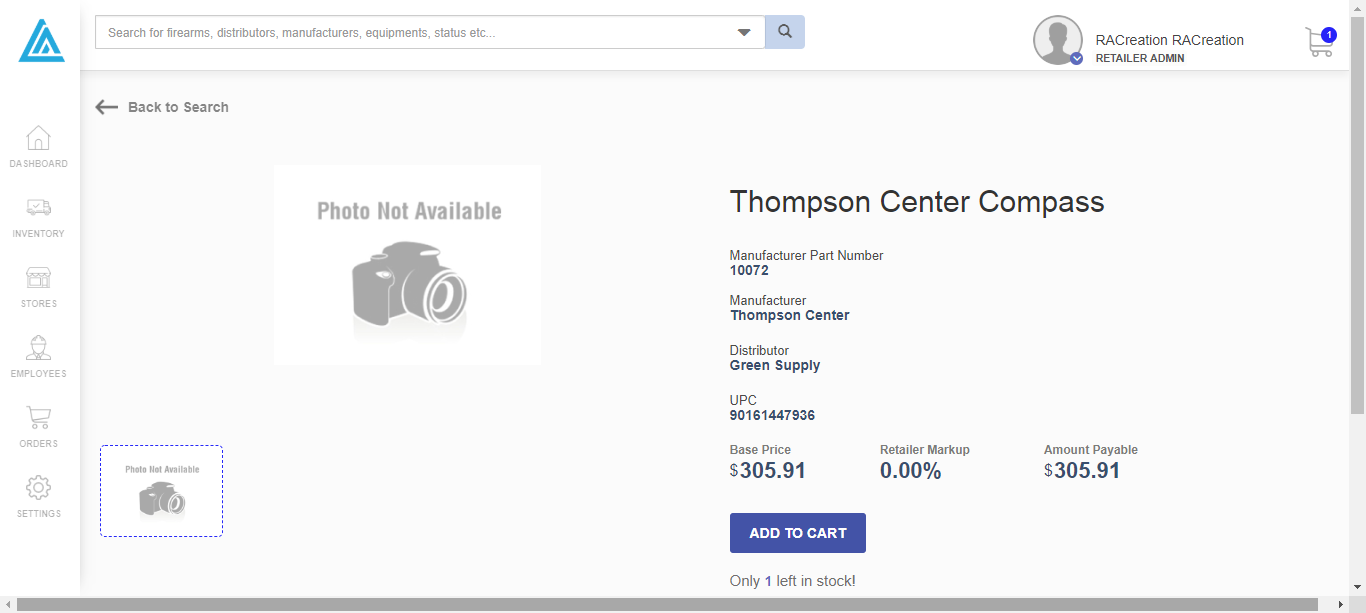 Search for firearms, distributors, manufacturers, equipments, status etc...
RACreation RACreation
RETAILER ADMIN
1
Back to Search
DASHBOARD
INVENTORY
STORES
EMPLOYEES
ORDERS
SETTINGS
Photo Not Available
Photo Not Available
Thompson Center Compass
Manufacturer Part Number
10072
Manufacturer
Thompson Center
Distributor
Green Supply
UPC
90161447936
Base Price Retailer Markup Amount Payable
$305.91 0.00% $305.91
ADD TO CART
Only 1 left in stock!